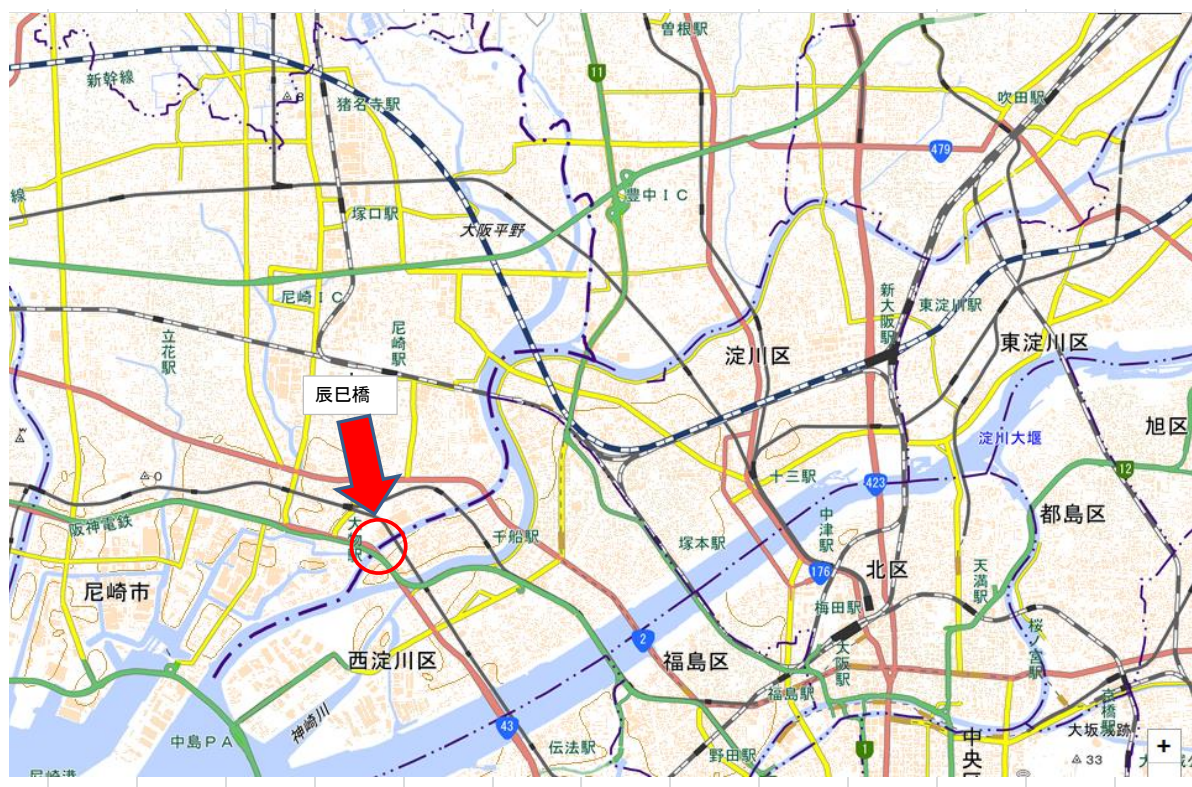 曽根駅
新幹線
11
猪名寺駅
8
吹田駅
479
線
豊中IC
塚口駅
大阪平野
尼崎IC
新大阪駅
東淀川駅
立花駅
尼崎駅
淀川区
東淀川区
辰巳橋
旭区
淀川大堰
12
0
十三駅
423
阪神電鉄
千船駅
塚本駅
中津駅
都島区
176
北区
天満駅
尼崎市
梅田駅
2
桜ノ宮駅
西淀川区
福島区
大阪駅
福島駅
京橋駅
神崎川
43
中島PA
伝法駅
野田駅
1
大坂城跡
中央区
33
+